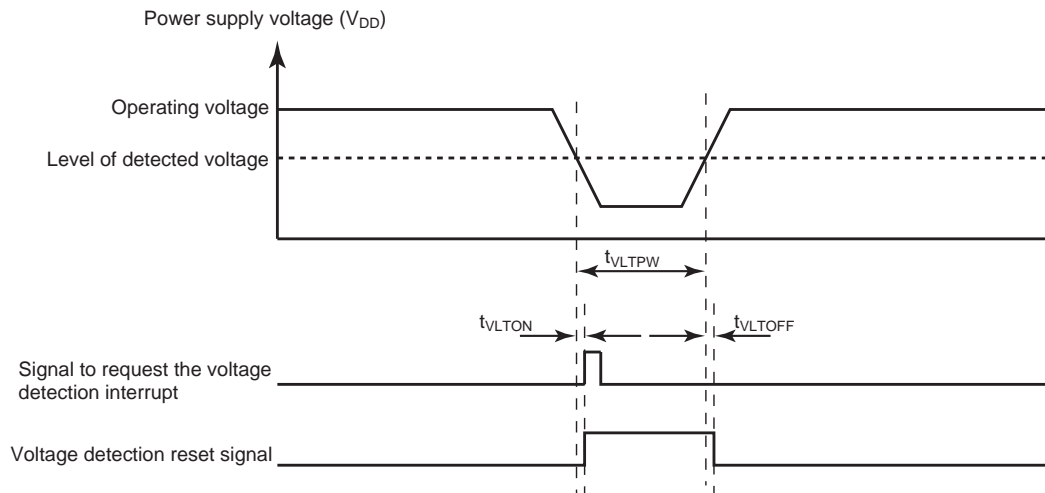 Power supply voltage (VDD)
Operating voltage
Level of detected voltage
tVLTPW
tVLTON
tVLTOFF
Signal to request the voltage
detection interrupt
Voltage detection reset signal